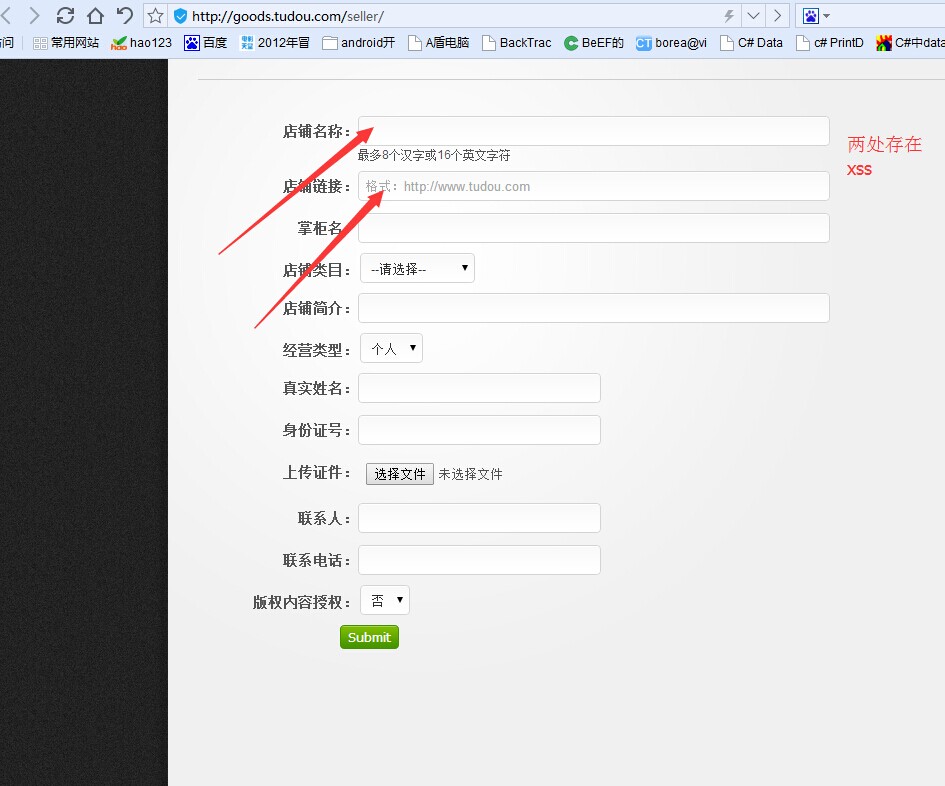 http://goods.tudou.com/seller/
问 常用网站 hao123 百度 2012年冒 android开 A盾电脑 BackTrac BeEF的 borea@vi C# Data c# PrintD C#中data
店铺名称：
最多8个汉字或16个英文字符
两处存在
xss
店铺链接： 格式：http://www.tudou.com
掌柜名
店铺类目： --请选择--
店铺简介：
经营类型： 个人
真实姓名：
身份证号：
上传证件： 选择文件 未选择文件
联系人：
联系电话：
版权内容授权： 否
Submit